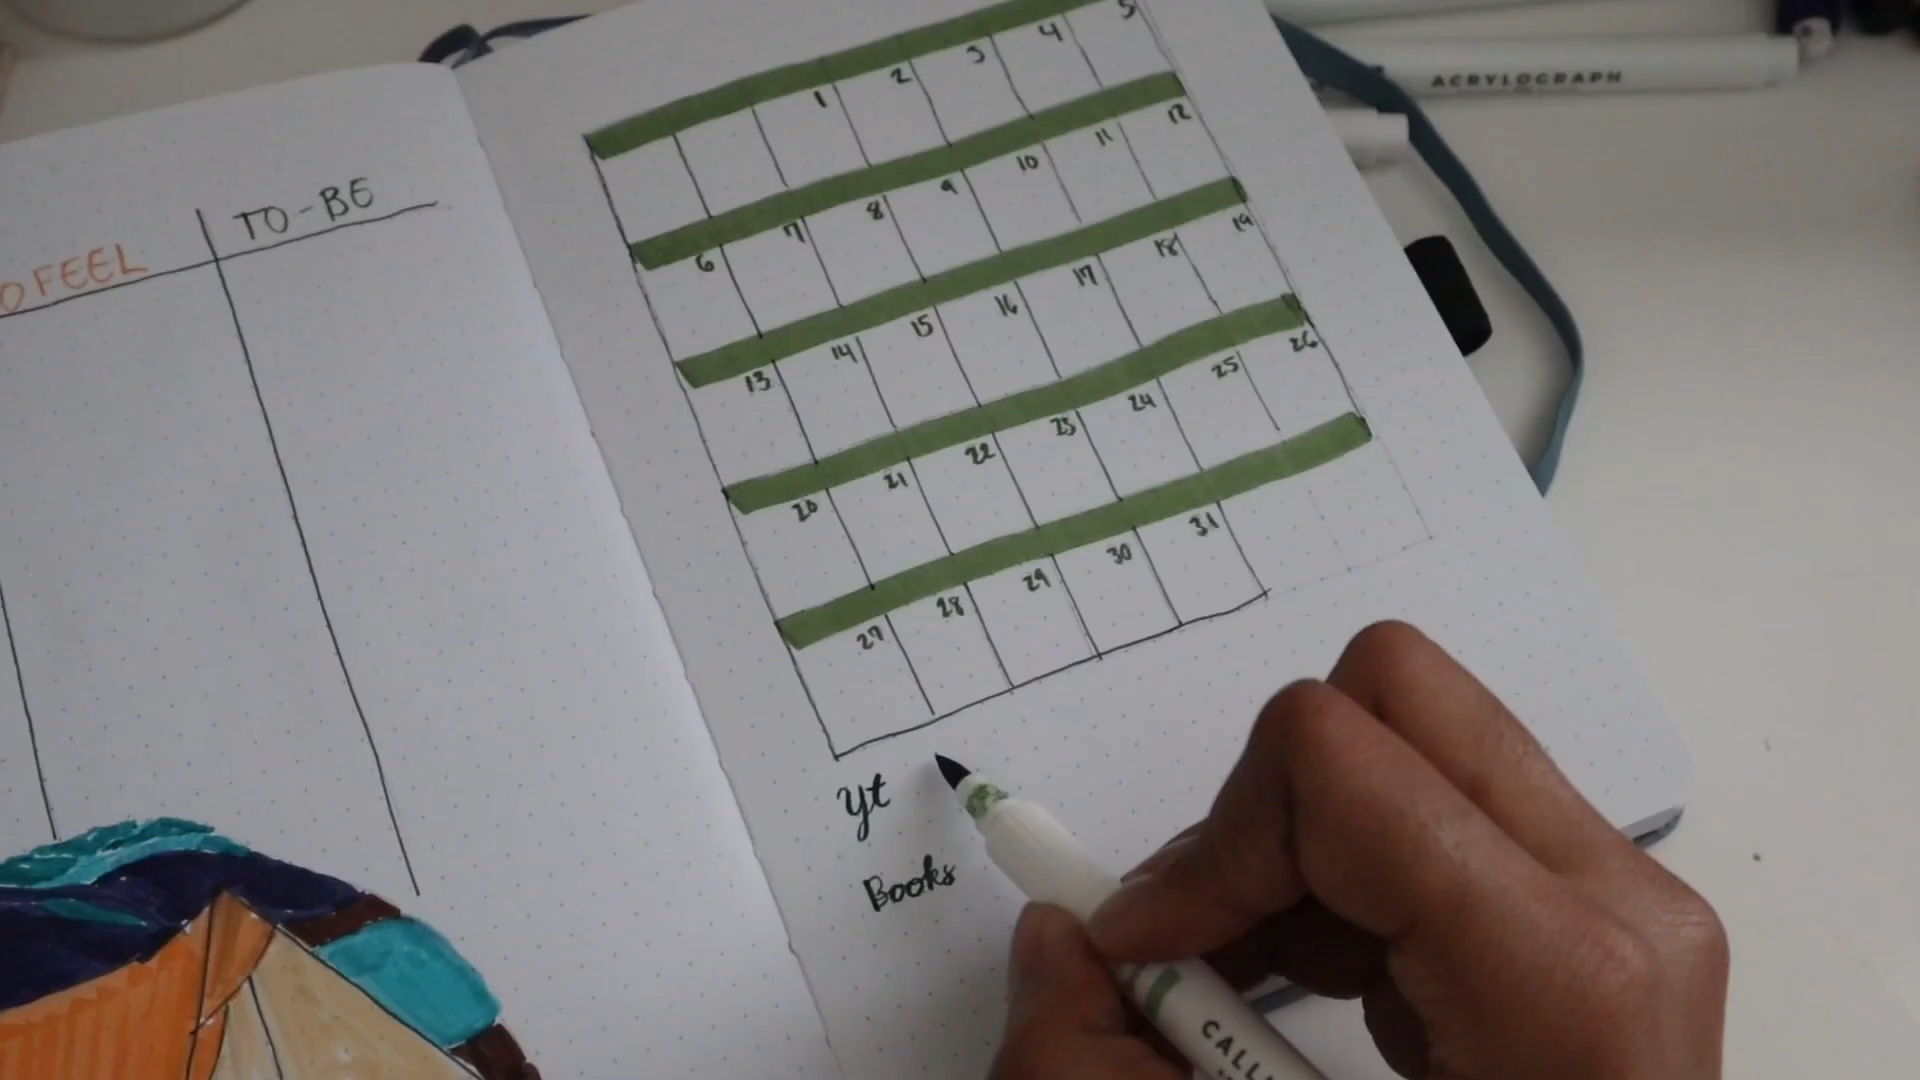 O FEEL
TO-BE
1 2 3 4 5
6 7 8 9 10 11 12
13 14 15 16 17 18 19
20 21 22 23 24 25 26
27 28 29 30 31
Yt
Books
ACRYLOGRAPH